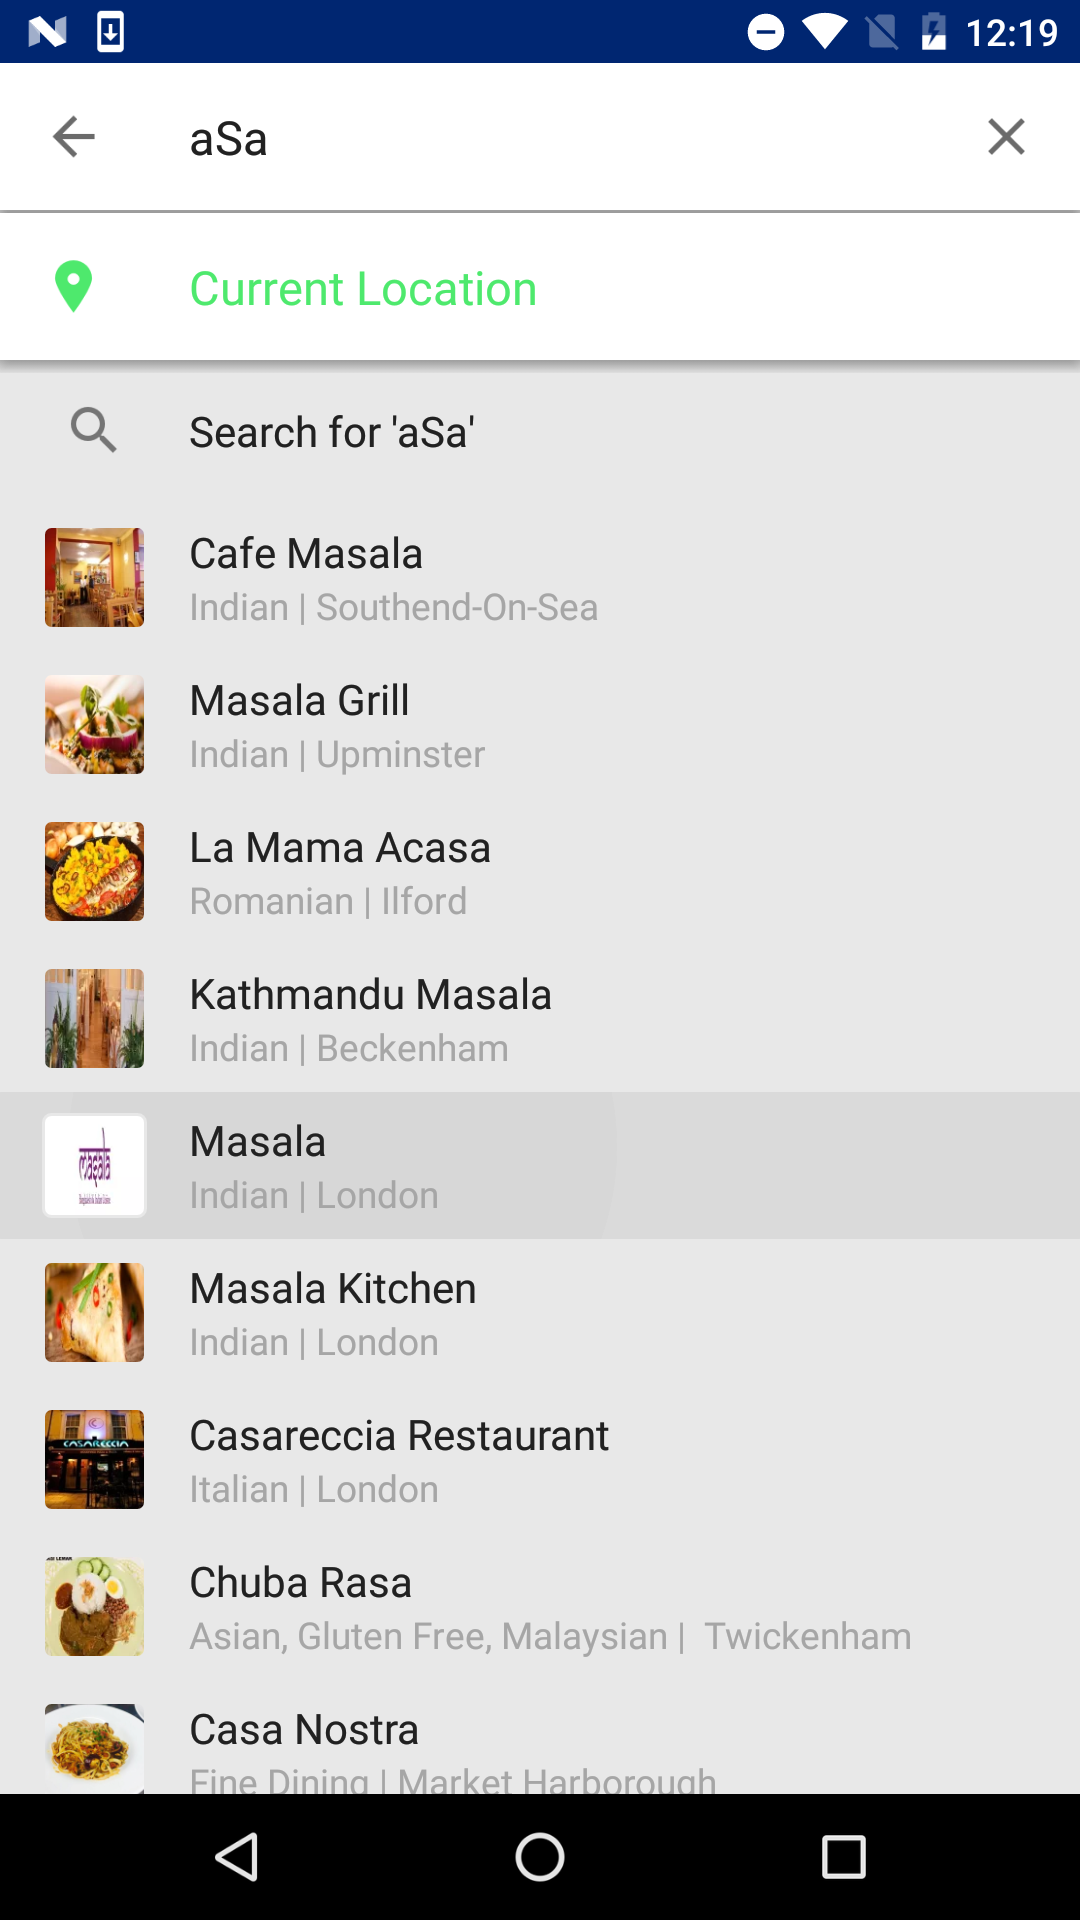 12:19
aSa
Current Location
Search for 'aSa'
Cafe Masala
Indian | Southend-On-Sea
Masala Grill
Indian | Upminster
La Mama Acasa
Romanian | Ilford
Kathmandu Masala
Indian | Beckenham
masala
Masala
Indian | London
Masala Kitchen
Indian | London
CASARECCIA
Casareccia Restaurant
Italian | London
Chuba Rasa
Asian, Gluten Free, Malaysian | Twickenham
Casa Nostra
Fine Dining | Market Harborough